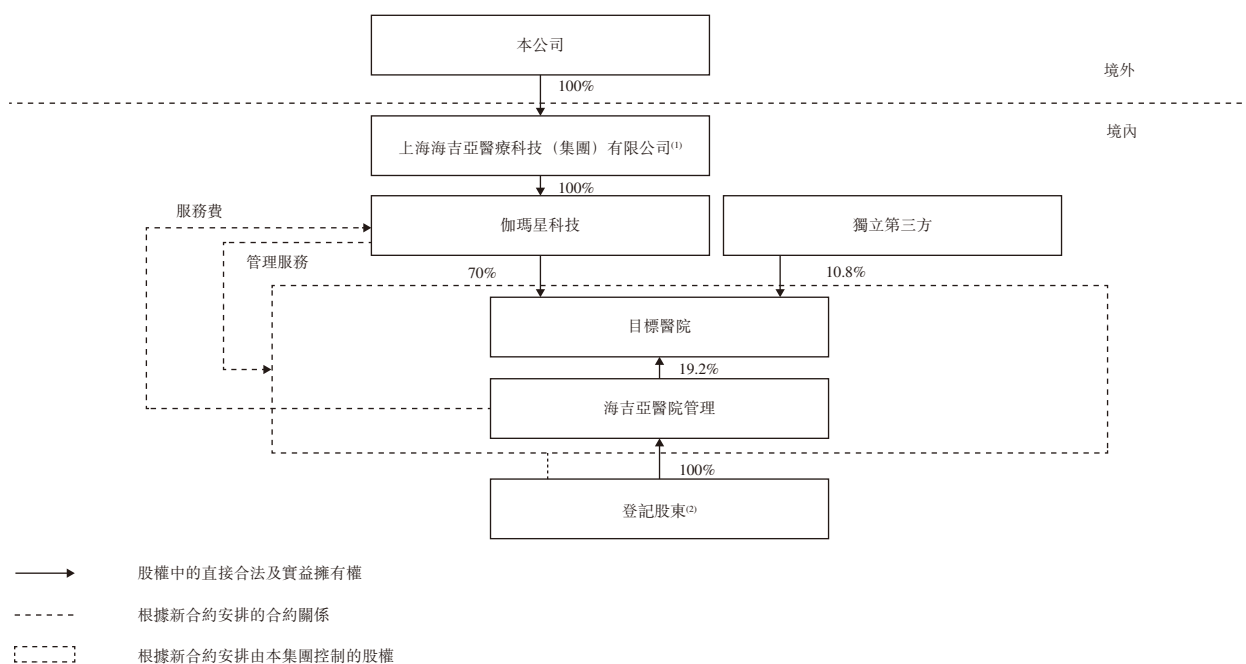 本公司
境外
100%
境內
上海海吉亞醫療科技（集團）有限公司(1)
100%
服務費
伽瑪星科技
獨立第三方
管理服務
70%
10.8%
目標醫院
19.2%
海吉亞醫院管理
100%
登記股東(2)
股權中的直接合法及實益擁有權
根據新合約安排的合約關係
根據新合約安排由本集團控制的股權